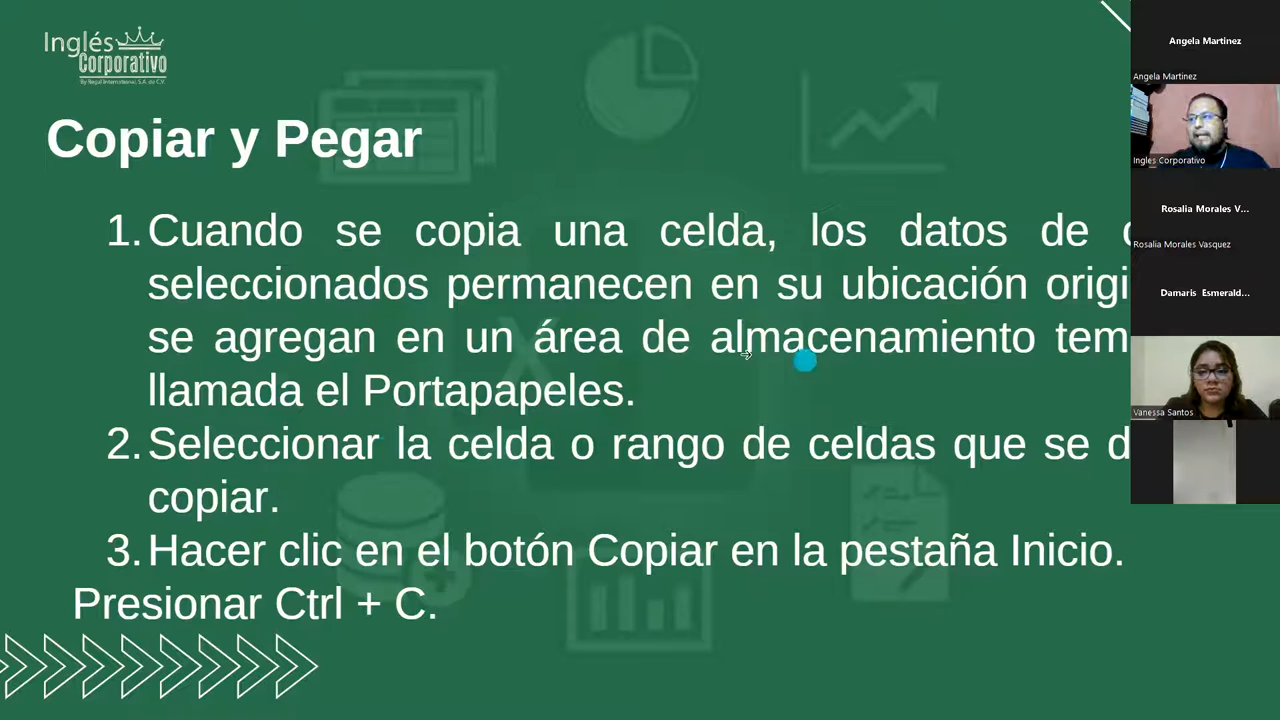 Inglés
Corporativo
By Regal International, S.A. de C.V.
Copiar y Pegar
1. Cuando se copia una celda, los datos de
seleccionados permanecen en su ubicación origi
se agregan en un área de almacenamiento tem
llamada el Portapapeles.
2. Seleccionar la celda o rango de celdas que se d
copiar.
3. Hacer clic en el botón Copiar en la pestaña Inicio.
Presionar Ctrl + C.
Angela Martinez
Angela Martinez
Ingles Corporativo
Rosalia Morales V...
Rosalia Morales Vasquez
Damaris Esmerald...
Vanessa Santos